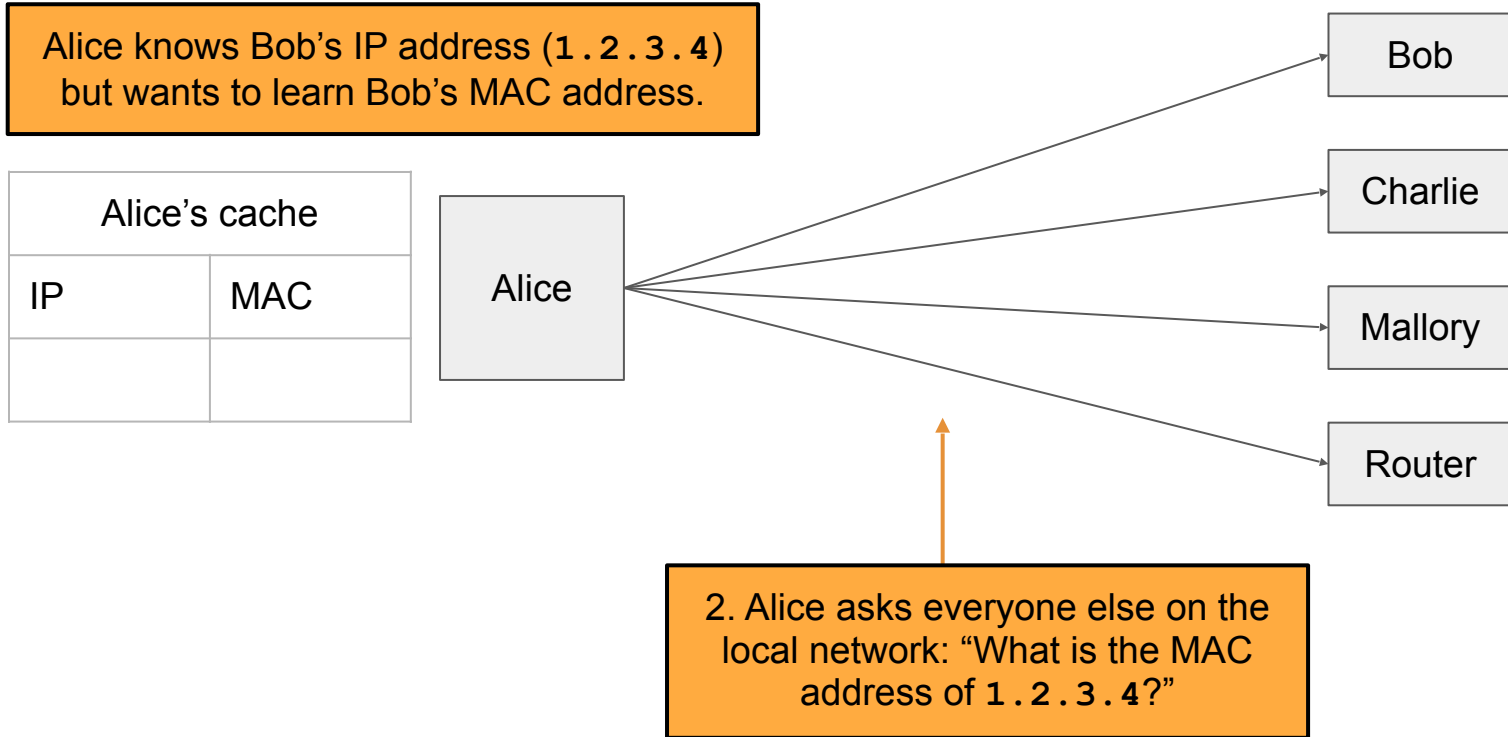 Alice knows Bob’s IP address (1.2.3.4)
but wants to learn Bob’s MAC address.
Bob
Charlie
Mallory
Router
Alice’s cache
IP
MAC
Alice
2. Alice asks everyone else on the
local network: “What is the MAC
address of 1.2.3.4?”